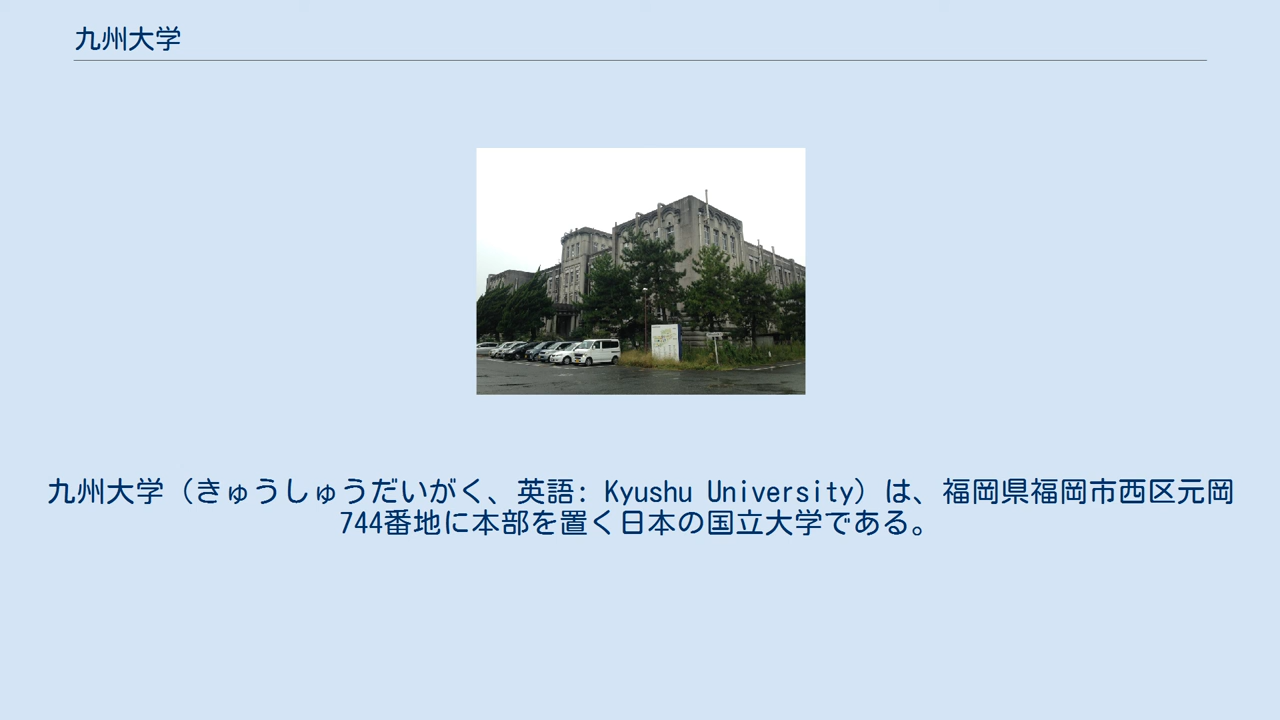 九州大学
九州大学（きゅうしゅうだいがく、英語: Kyushu University）は、福岡県福岡市西区元岡
744番地に本部を置く日本の国立大学である。